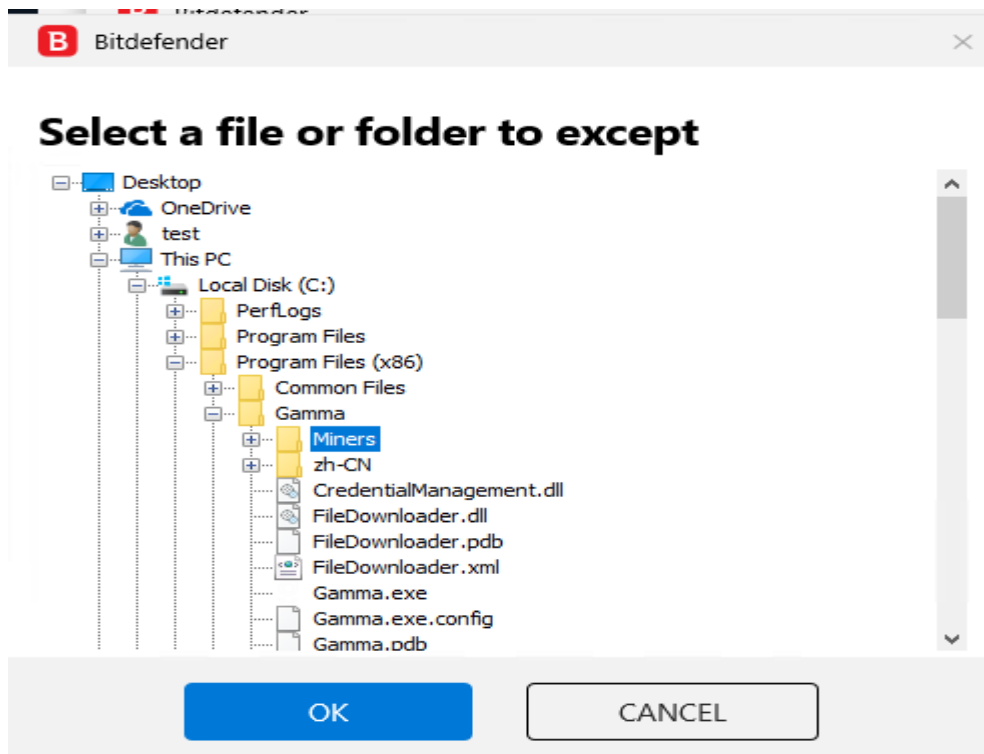 Bitdefender
B Bitdefender
Select a file or folder to except
Desktop
OneDrive
test
This PC
Local Disk (C:)
PerfLogs
Program Files
Program Files (x86)
Common Files
Gamma
Miners
zh-CN
CredentialManagement.dll
FileDownloader.dll
FileDownloader.pdb
FileDownloader.xml
Gamma.exe
Gamma.exe.config
Gamma.pdb
OK CANCEL